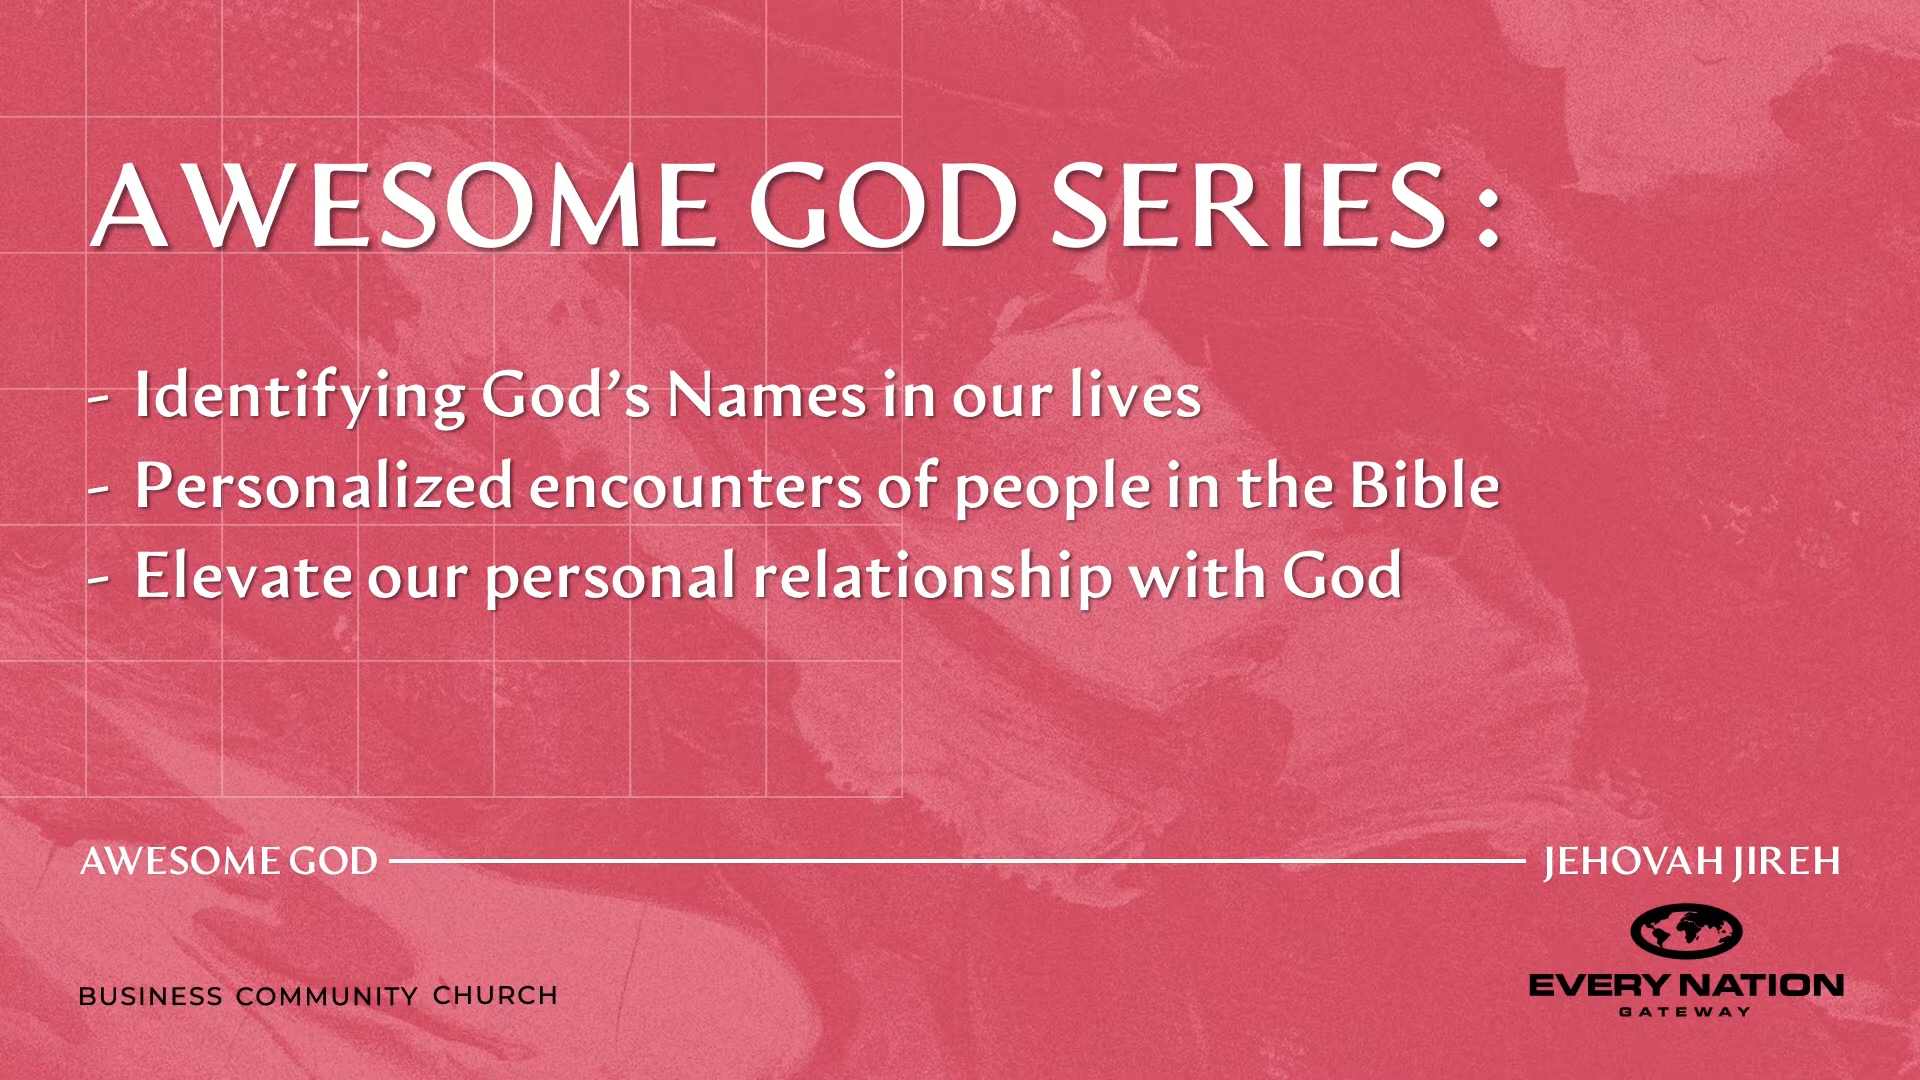 AWESOME GOD SERIES :
- Identifying God’s Names in our lives
- Personalized encounters of people in the Bible
- Elevate our personal relationship with God
AWESOME GOD
JEHOVAH JIREH
BUSINESS COMMUNITY CHURCH
EVERY NATION
GATEWAY